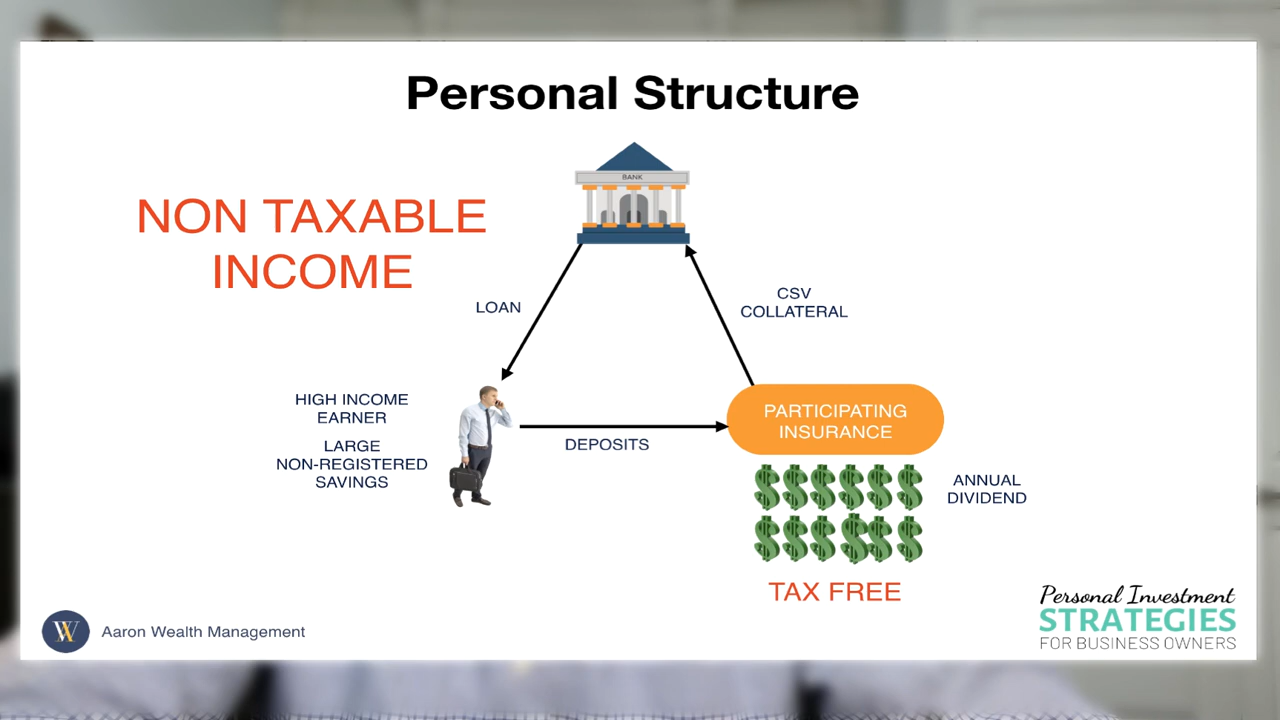 Personal Structure
BANK
NON TAXABLE
INCOME
LOAN
CSV
COLLATERAL
HIGH INCOME
EARNER
LARGE
NON-REGISTERED
SAVINGS
DEPOSITS
PARTICIPATING
INSURANCE
ANNUAL
DIVIDEND
TAX FREE
Aaron Wealth Management
Personal Investment
STRATEGIES
FOR BUSINESS OWNERS